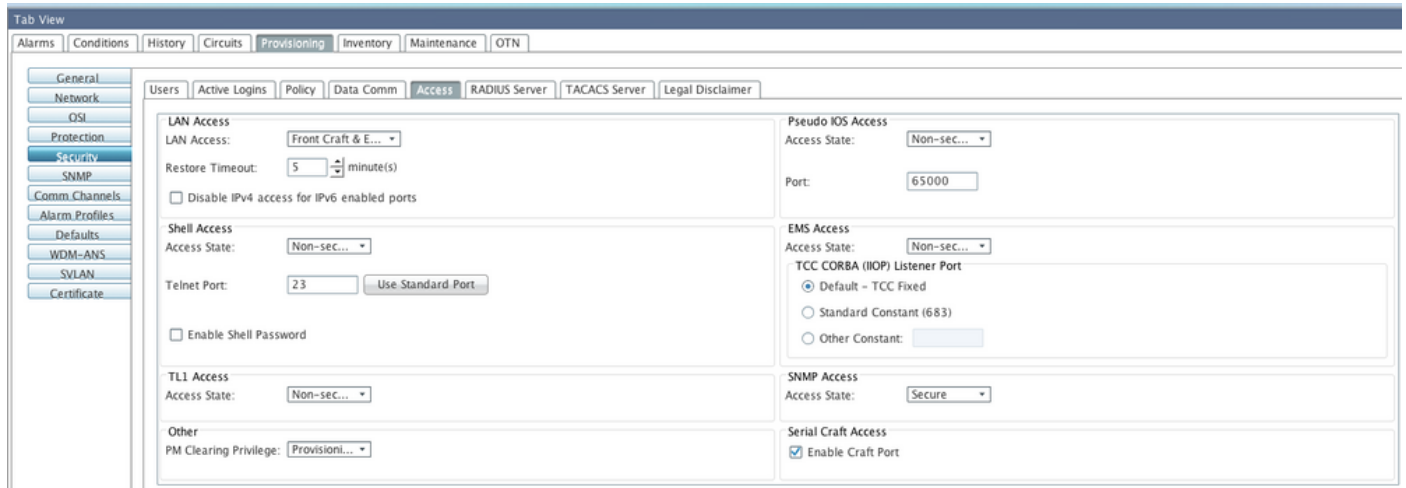 Tab View
Alarms Conditions History Circuits Provisioning Inventory Maintenance OTN
General
Network
OSI
Protection
Security
SNMP
Comm Channels
Alarm Profiles
Defaults
WDM-ANS
SVLAN
Certificate
Users Active Logins Policy Data Comm Access RADIUS Server TACACS Server Legal Disclaimer
LAN Access
LAN Access: Front Craft & E...
Restore Timeout: 5 minute(s)
Disable IPv4 access for IPv6 enabled ports
Pseudo IOS Access
Access State: Non-sec...
Port: 65000
Shell Access
Access State: Non-sec...
Telnet Port: 23 Use Standard Port
Enable Shell Password
EMS Access
Access State: Non-sec...
TCC CORBA (IIOP) Listener Port
Default - TCC Fixed
Standard Constant (683)
Other Constant:
TL1 Access
Access State: Non-sec...
SNMP Access
Access State: Secure
Other
PM Clearing Privilege: Provisioni...
Serial Craft Access
Enable Craft Port